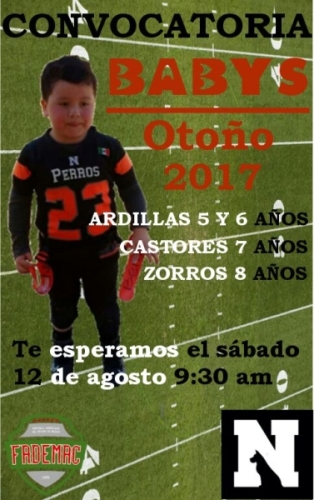 CONVOCATORIA
BABYS
Otoño
2017
N
PERROS
23
ARDILLAS 5 Y 6 AÑOS
CASTORES 7 AÑOS
ZORROS 8 AÑOS
Te esperamos el sábado
12 de agosto 9:30 am
FADEMAC
N